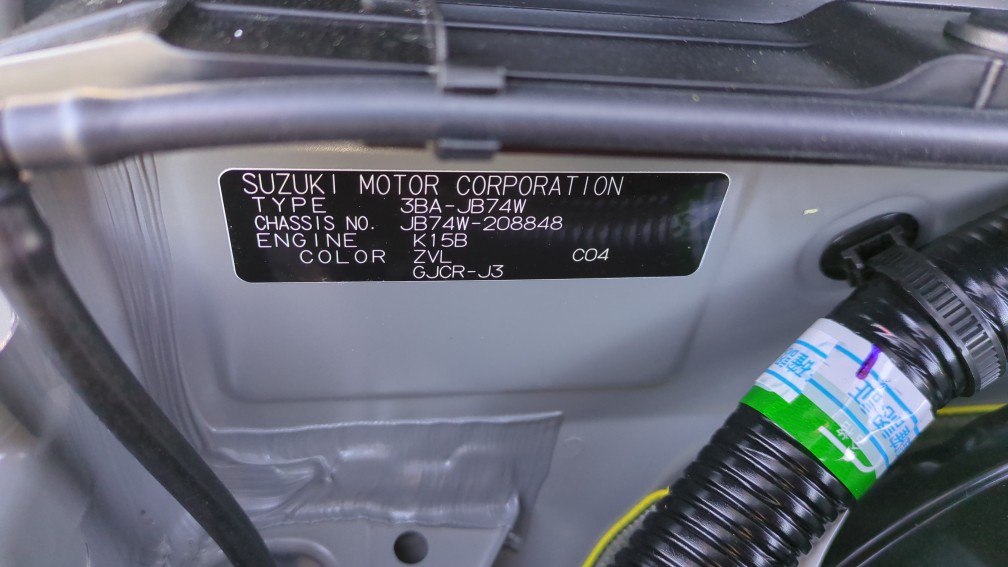 SUZUKI MOTOR CORPORATION
TYPE 3BA-JB74W
CHASSIS NO. JB74W-208848
ENGINE K15B
COLOR ZVL C04
GJCR-J3